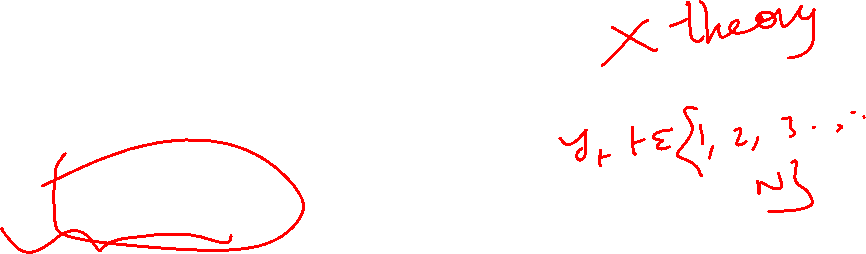 X theory
y_t, t ∈ {1, 2, 3 ....
N}